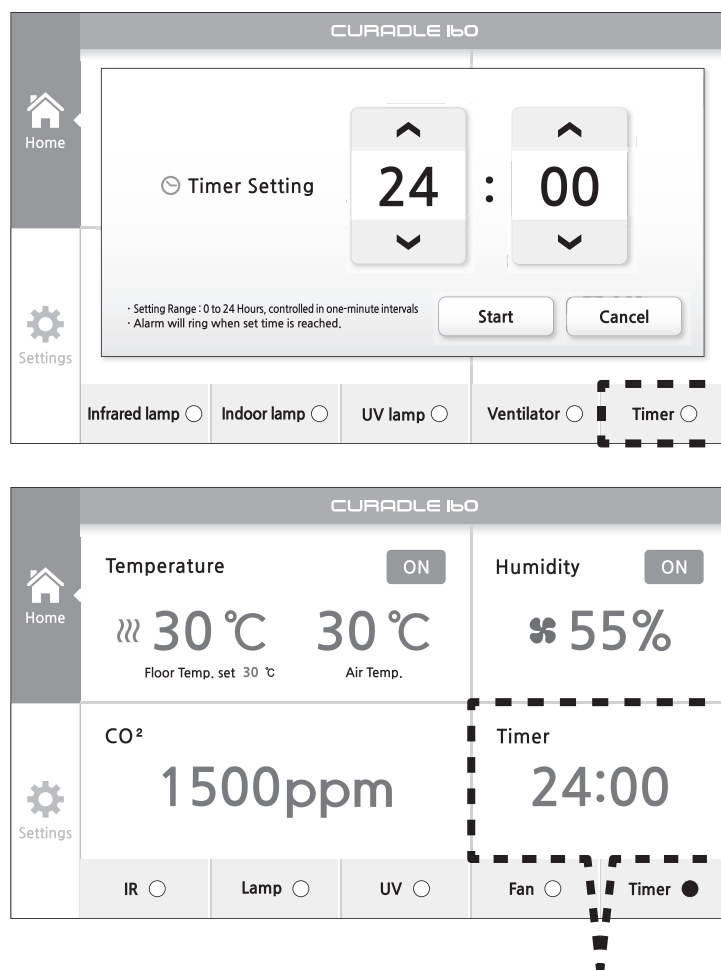 CURADLE 160
Home
Timer Setting
24 : 00
· Setting Range : 0 to 24 Hours, controlled in one-minute intervals
· Alarm will ring when set time is reached.
Start Cancel
Settings
Infrared lamp Indoor lamp UV lamp Ventilator Timer
CURADLE 160
Temperature ON Humidity ON
Home
30 ℃ 30 ℃ 55%
Floor Temp. set 30 ℃ Air Temp.
CO² Timer
1500ppm 24:00
Settings
IR Lamp UV Fan Timer